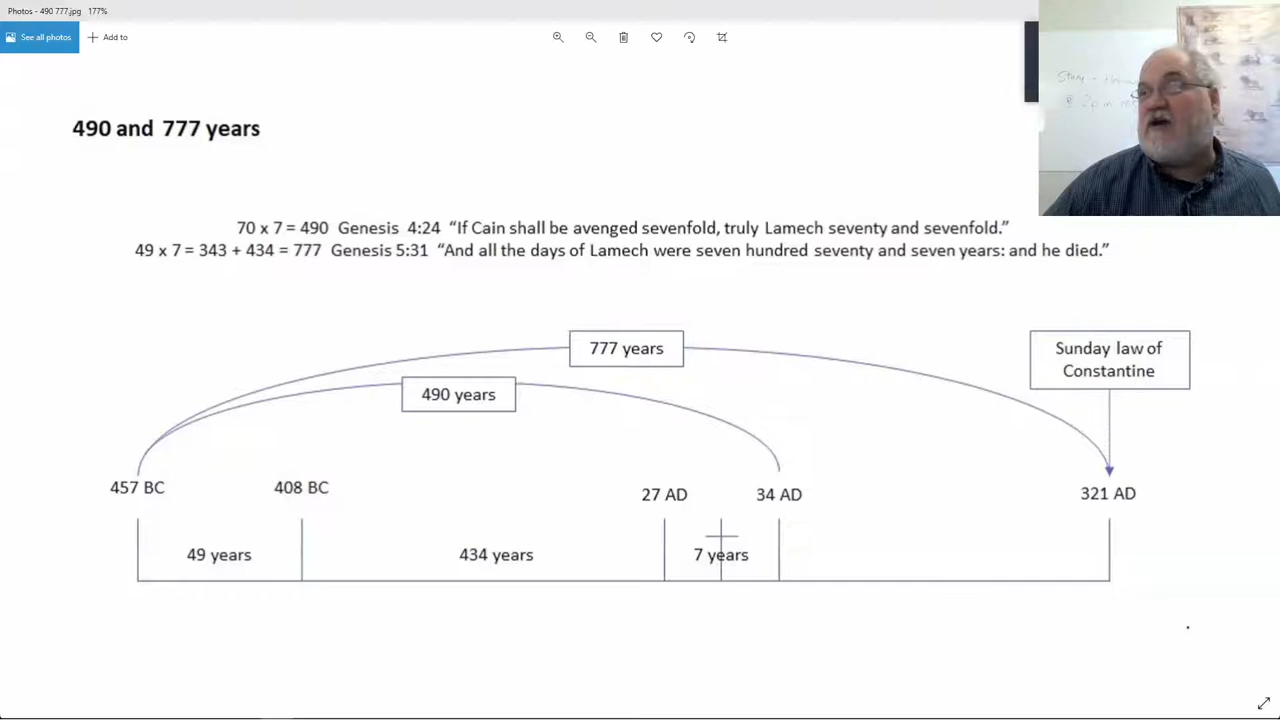 Photos - 490 777.jpg 177%
See all photos
Add to
490 and 777 years
70 x 7 = 490 Genesis 4:24 “If Cain shall be avenged sevenfold, truly Lamech seventy and sevenfold.”
49 x 7 = 343 + 434 = 777 Genesis 5:31 “And all the days of Lamech were seven hundred seventy and seven years: and he died.”
777 years
Sunday law of
Constantine
490 years
457 BC
408 BC
27 AD
34 AD
321 AD
49 years
434 years
7 years